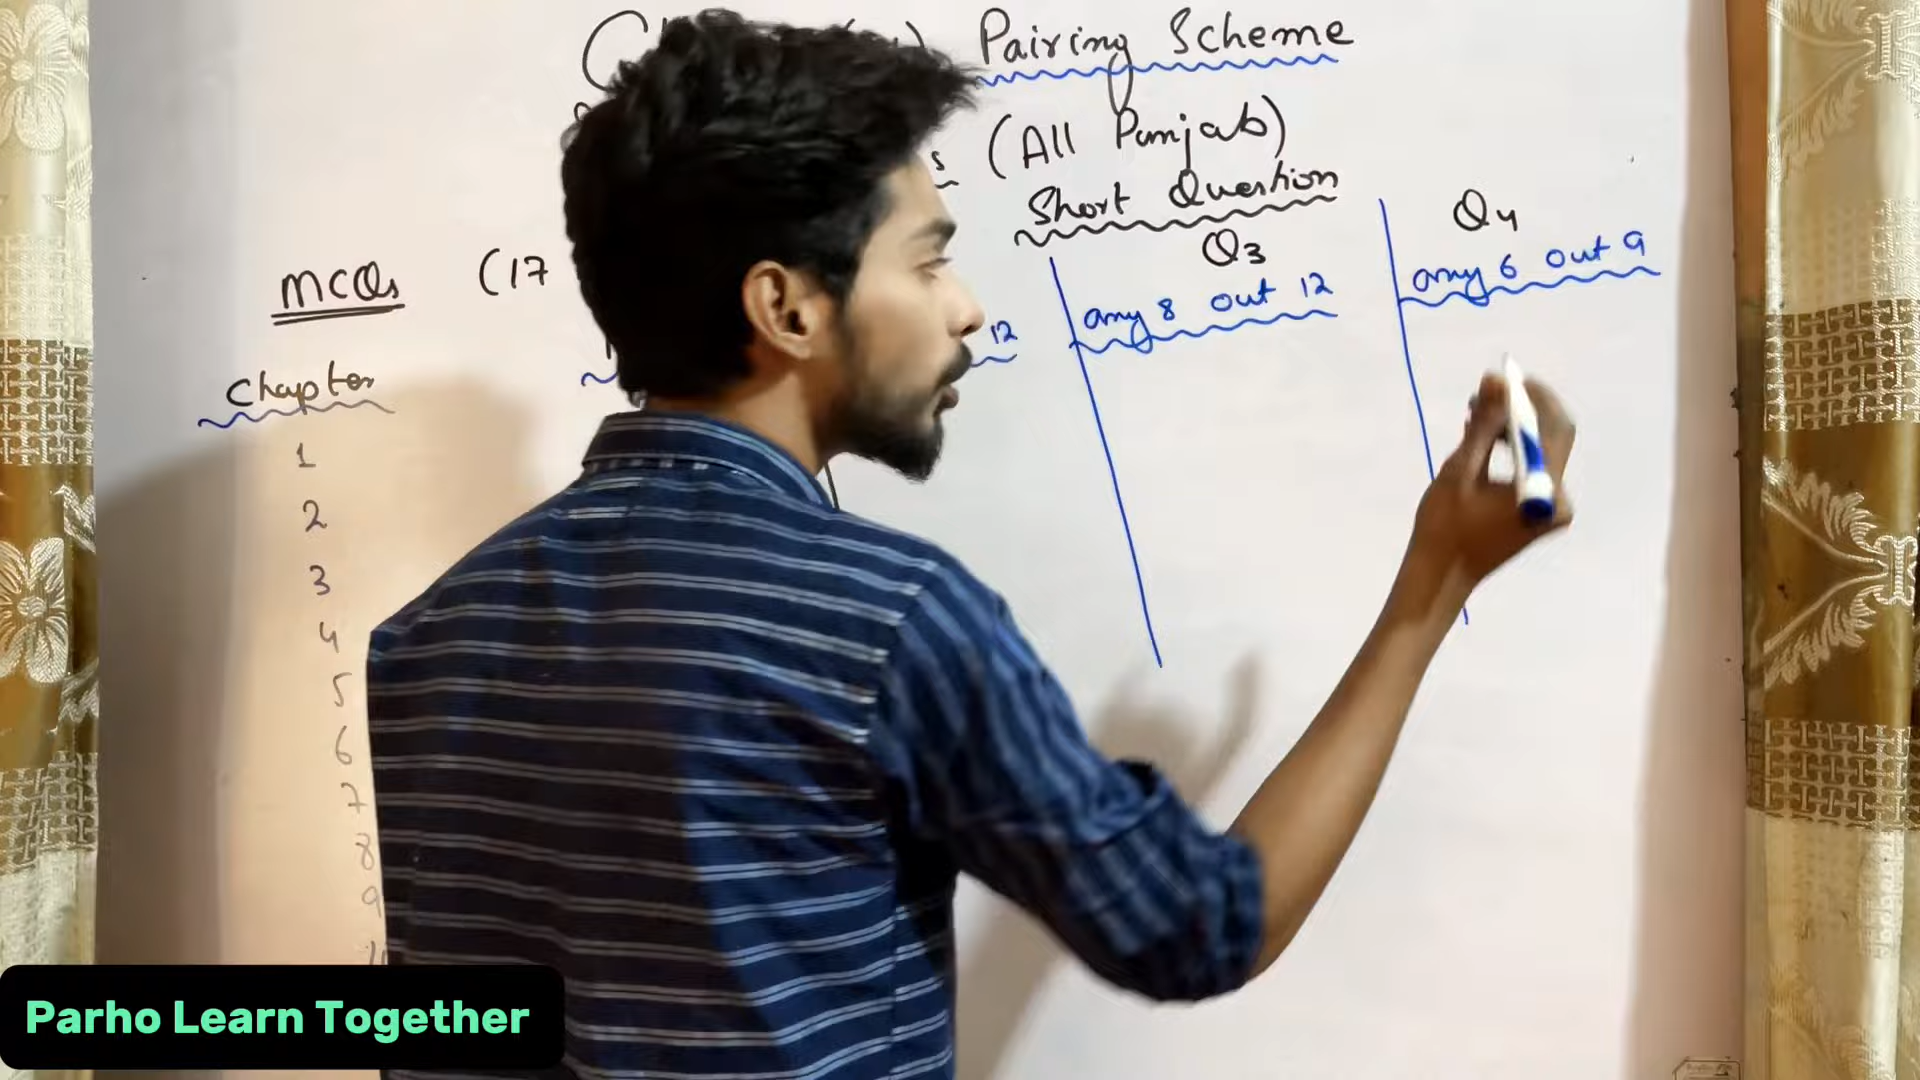 Pairing Scheme
(All Punjab)
Short Question
MCQs (17
Q3
Q4
12
any 8 out 12
any 6 out 9
Chapter
1
2
3
4
5
6
7
8
9
10
Parho Learn Together